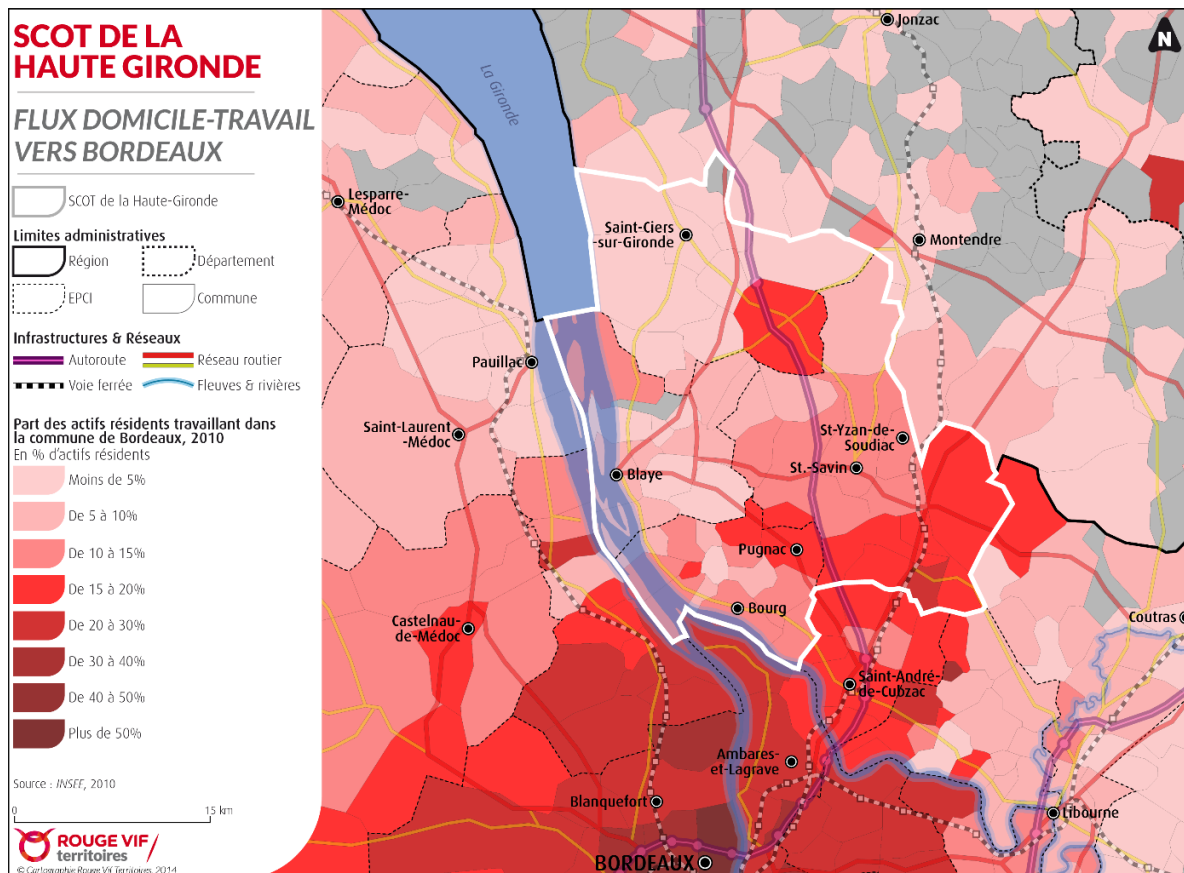 SCOT DE LA
HAUTE GIRONDE
FLUX DOMICILE-TRAVAIL
VERS BORDEAUX
SCOT de la Haute-Gironde
Limites administratives
Région
Département
EPCI
Commune
Infrastructures & Réseaux
Autoroute
Réseau routier
Voie ferrée
Fleuves & rivières
Part des actifs résidents travaillant dans
la commune de Bordeaux, 2010
En % d'actifs résidents
Moins de 5%
De 5 à 10%
De 10 à 15%
De 15 à 20%
De 20 à 30%
De 30 à 40%
De 40 à 50%
Plus de 50%
Source : INSEE, 2010
0
15 km
ROUGE VIF
territoires
© Cartographie Rouge Vif Territoires, 2014
N
La Gironde
Jonzac
Lesparre-
Médoc
Saint-Ciers
-sur-Gironde
Montendre
Pauillac
Saint-Laurent
-Médoc
St-Yzan-de-
Soudiac
St.-Savin
Blaye
Pugnac
Bourg
Castelnau-
de-Médoc
Coutras
Saint-André-
de-Cubzac
Ambares-
et-Lagrave
Blanquefort
Libourne
BORDEAUX